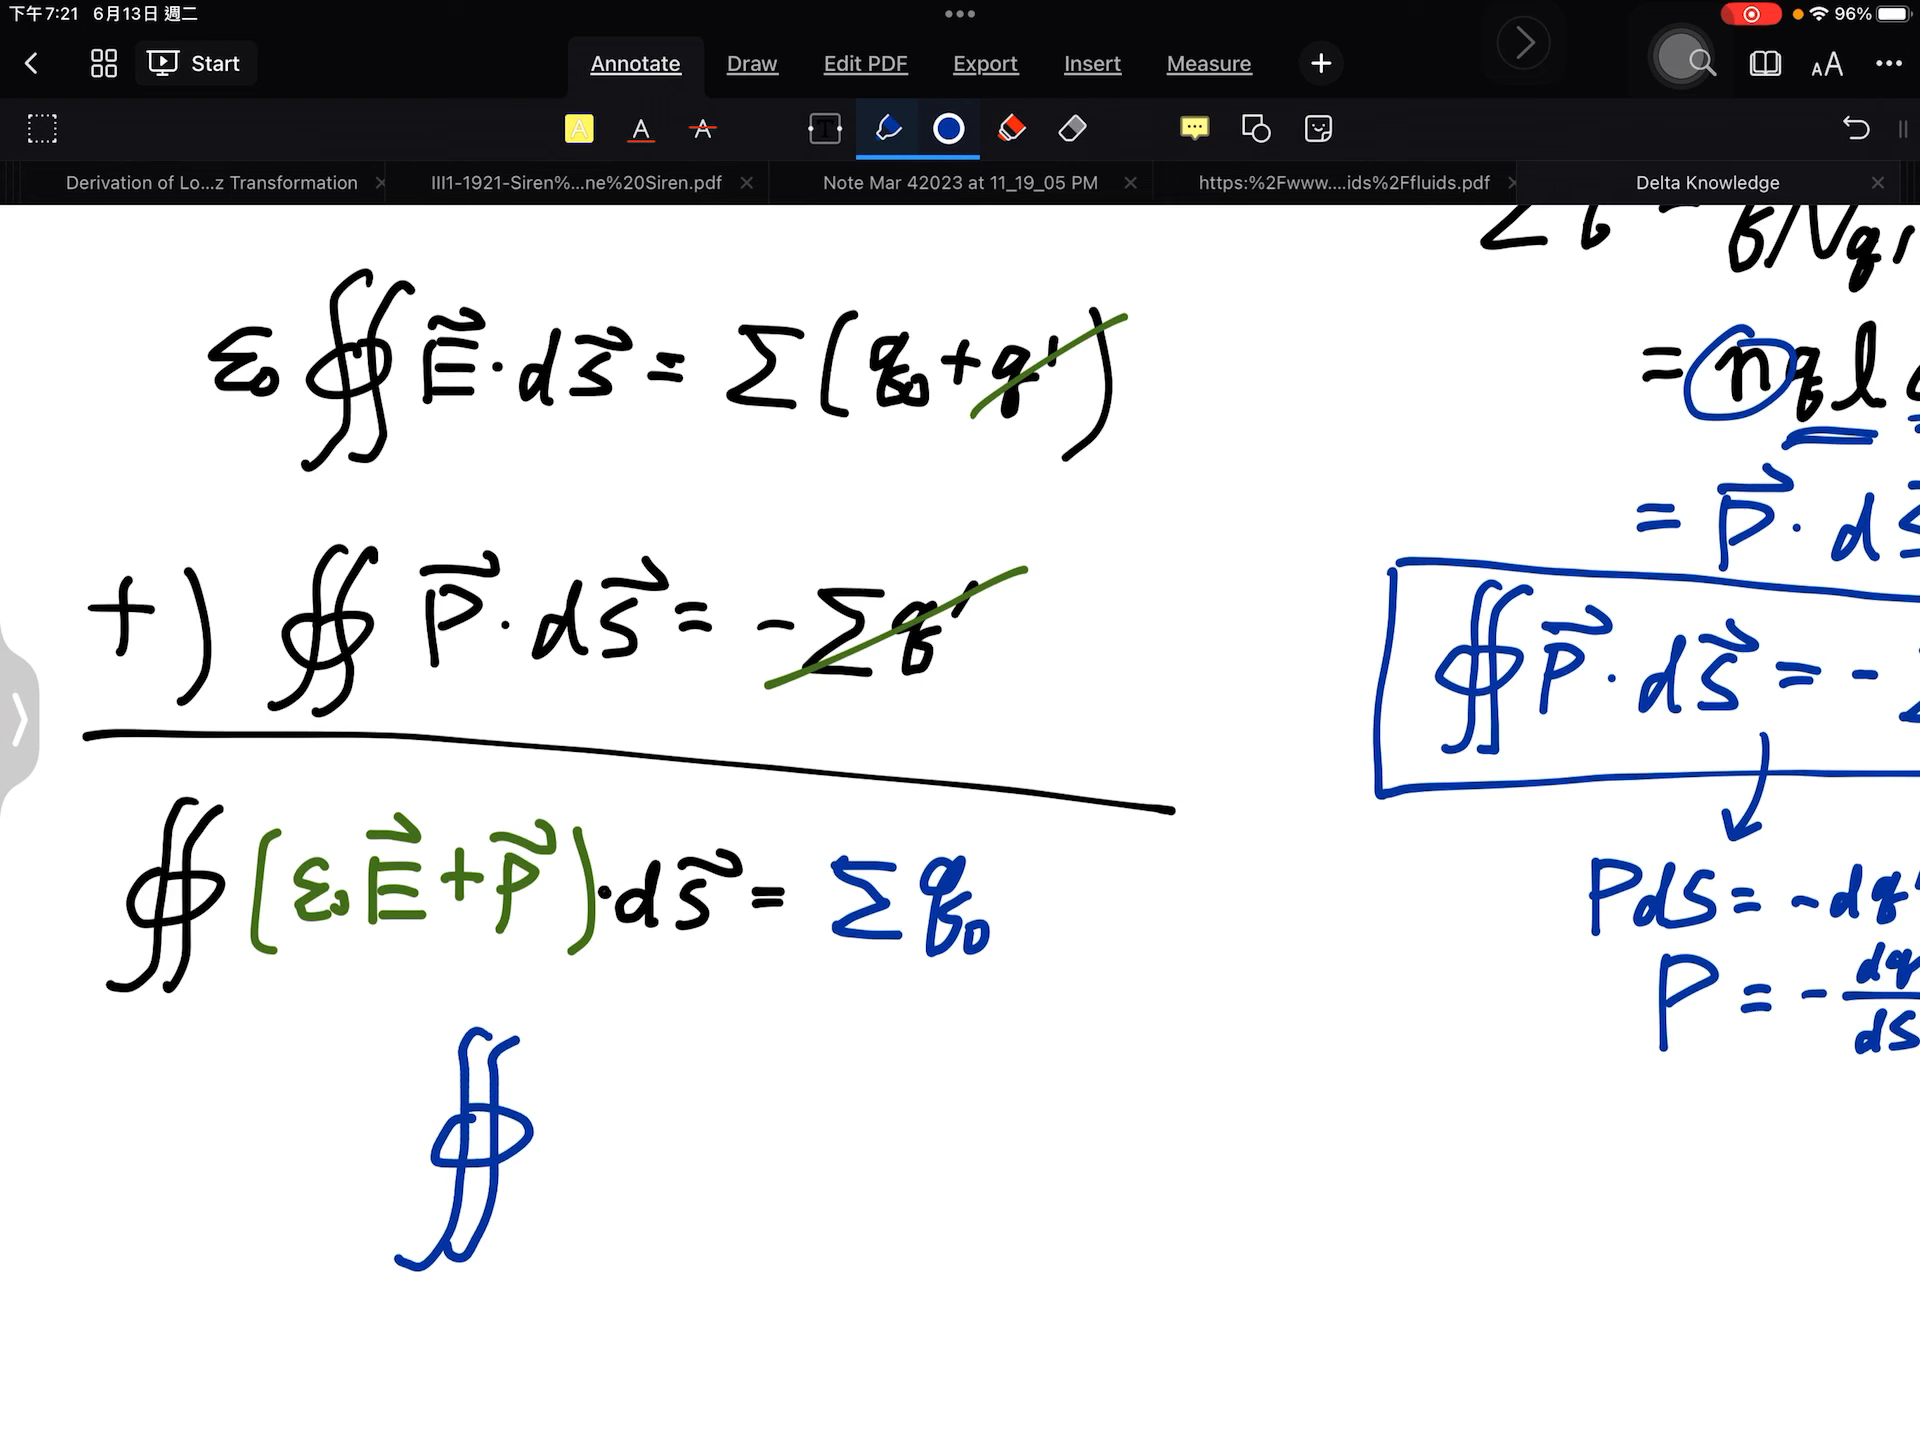 下午7:21 6月13日 週二
96%
Start
Annotate Draw Edit PDF Export Insert Measure
AA
A A A T
Derivation of Lo...z Transformation
III1-1921-Siren%...ne%20Siren.pdf
Note Mar 42023 at 11_19_05 PM
https:%2Fwww....ids%2Ffluids.pdf
Delta Knowledge
ε₀∯E⃗·ds⃗ = Σ(q₀+q′)
= nql
= P⃗·d
+) ∯P⃗·ds⃗ = -Σq′
∯P⃗·ds⃗ = -
∯(ε₀E⃗+P⃗)·ds⃗ = Σq₀
PdS = -dq′
P = -dq/ds
∯